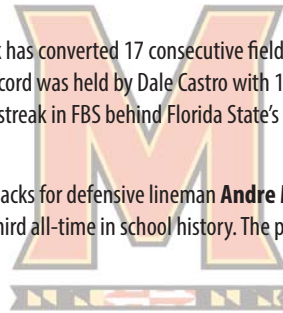 k has converted 17 consecutive field
cord was held by Dale Castro with 1
streak in FBS behind Florida State’s
acks for defensive lineman Andre
hird all-time in school history. The p